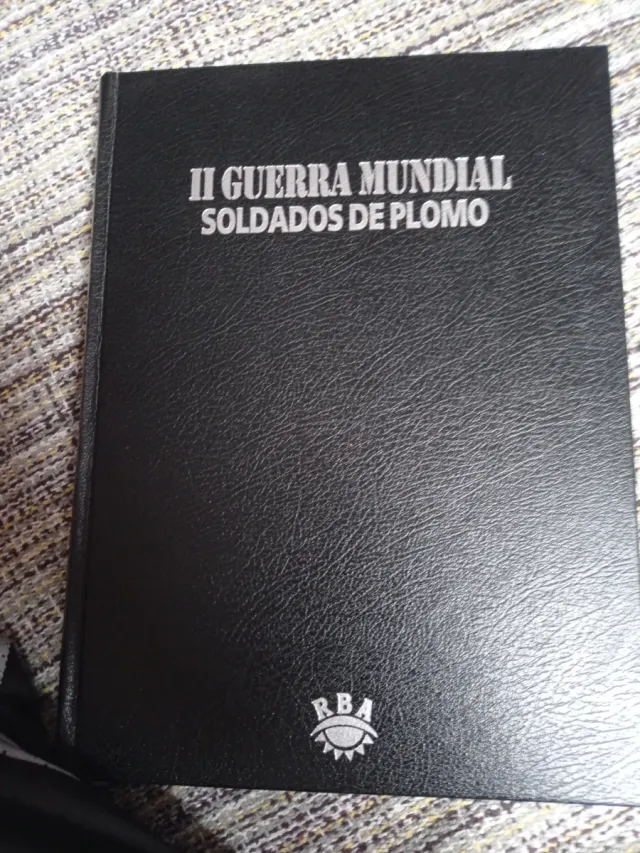 II GUERRA MUNDIAL
SOLDADOS DE PLOMO
RBA